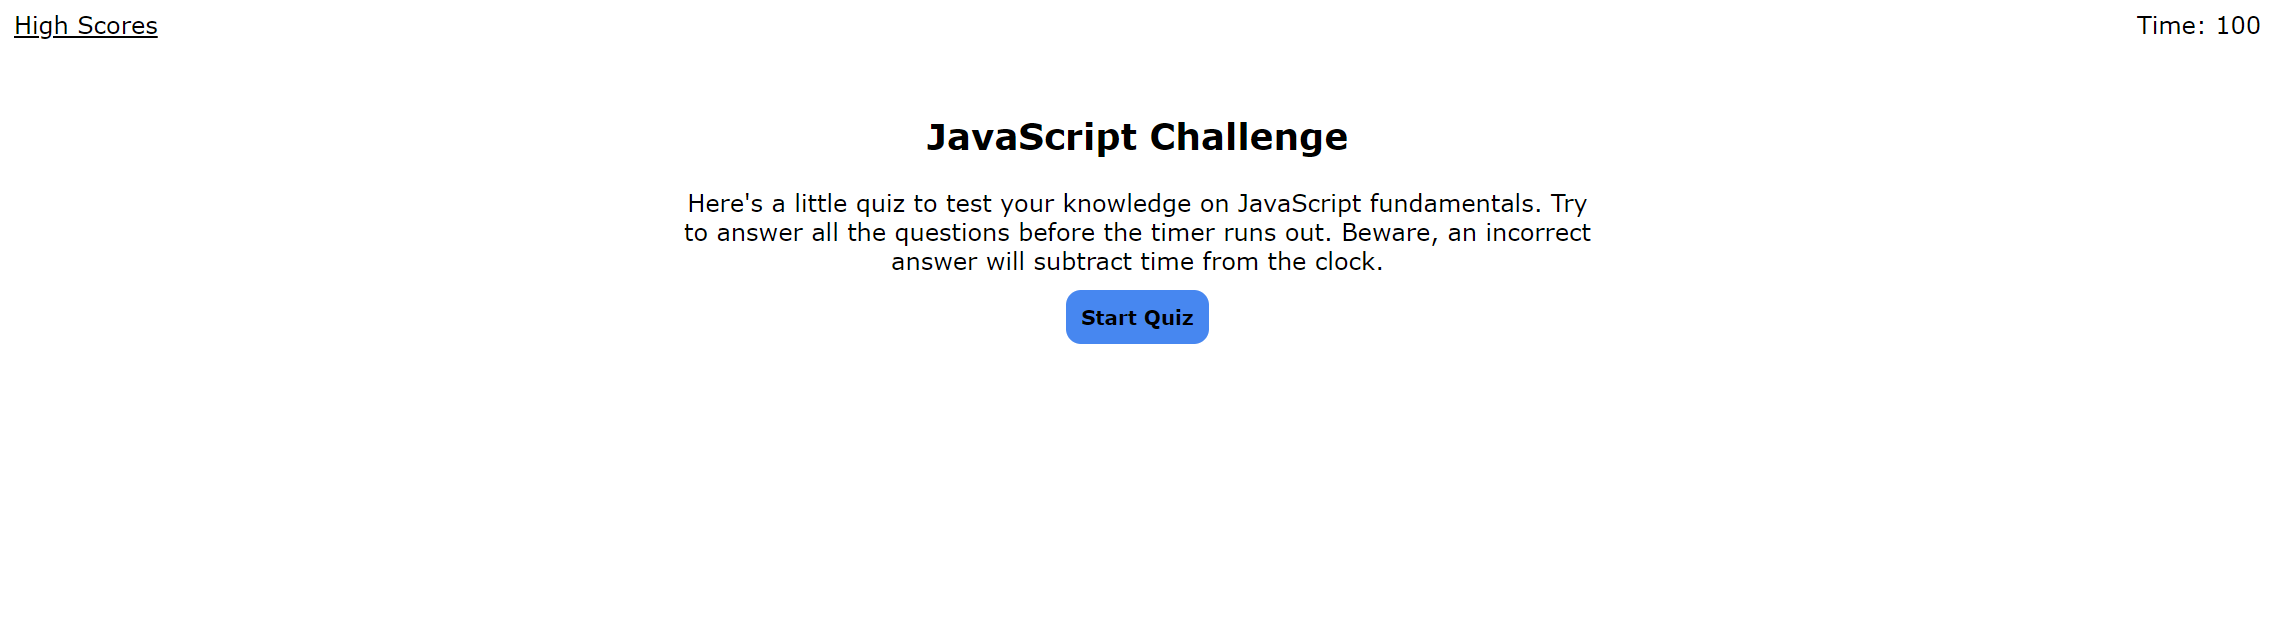 High Scores
Time: 100
JavaScript Challenge
Here's a little quiz to test your knowledge on JavaScript fundamentals. Try
to answer all the questions before the timer runs out. Beware, an incorrect
answer will subtract time from the clock.
Start Quiz